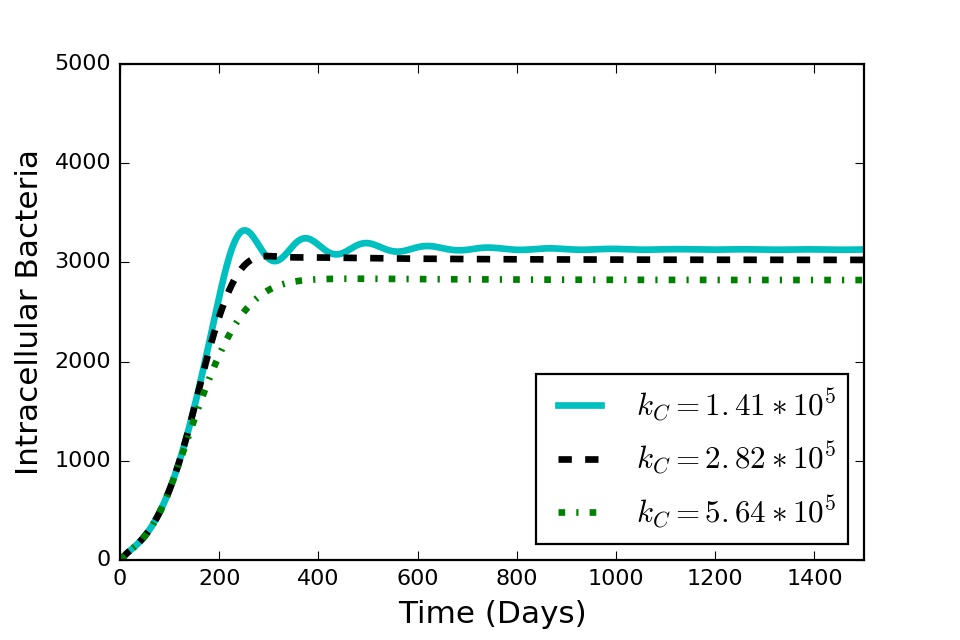 5000
4000
3000
2000
1000
0
Intracellular Bacteria
k_C = 1.41 * 10^5
k_C = 2.82 * 10^5
k_C = 5.64 * 10^5
0 200 400 600 800 1000 1200 1400
Time (Days)